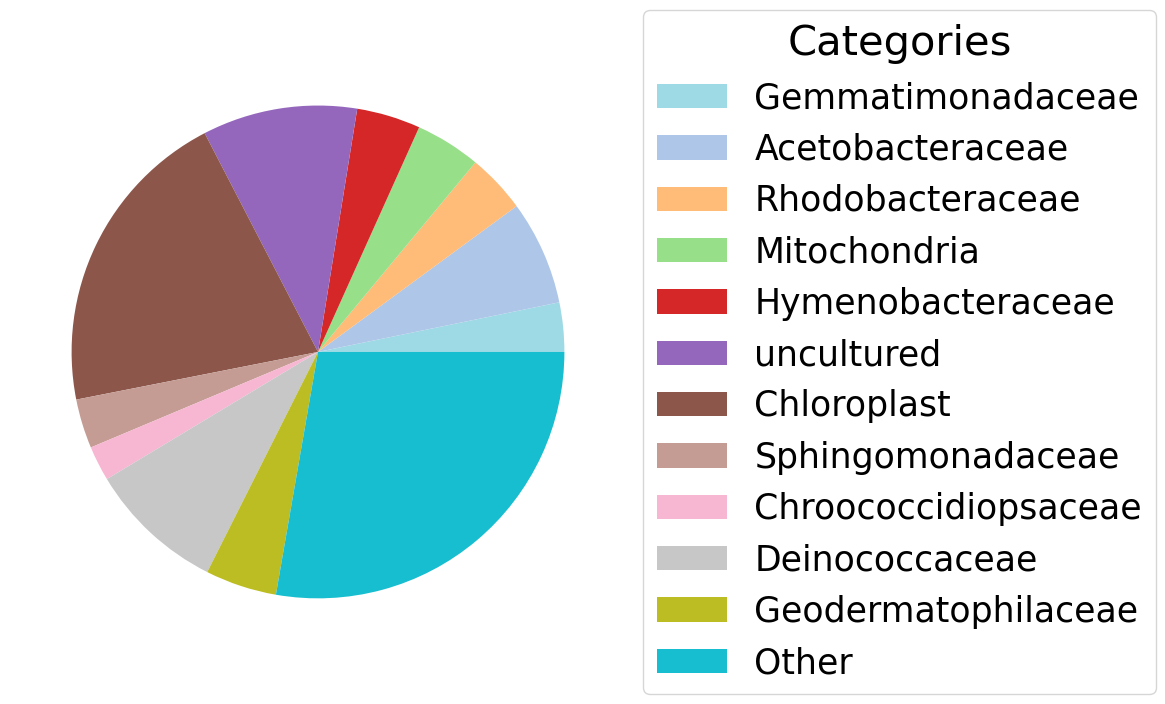 Categories
Gemmatimonadaceae
Acetobacteraceae
Rhodobacteraceae
Mitochondria
Hymenobacteraceae
uncultured
Chloroplast
Sphingomonadaceae
Chroococcidiopsaceae
Deinococcaceae
Geodermatophilaceae
Other